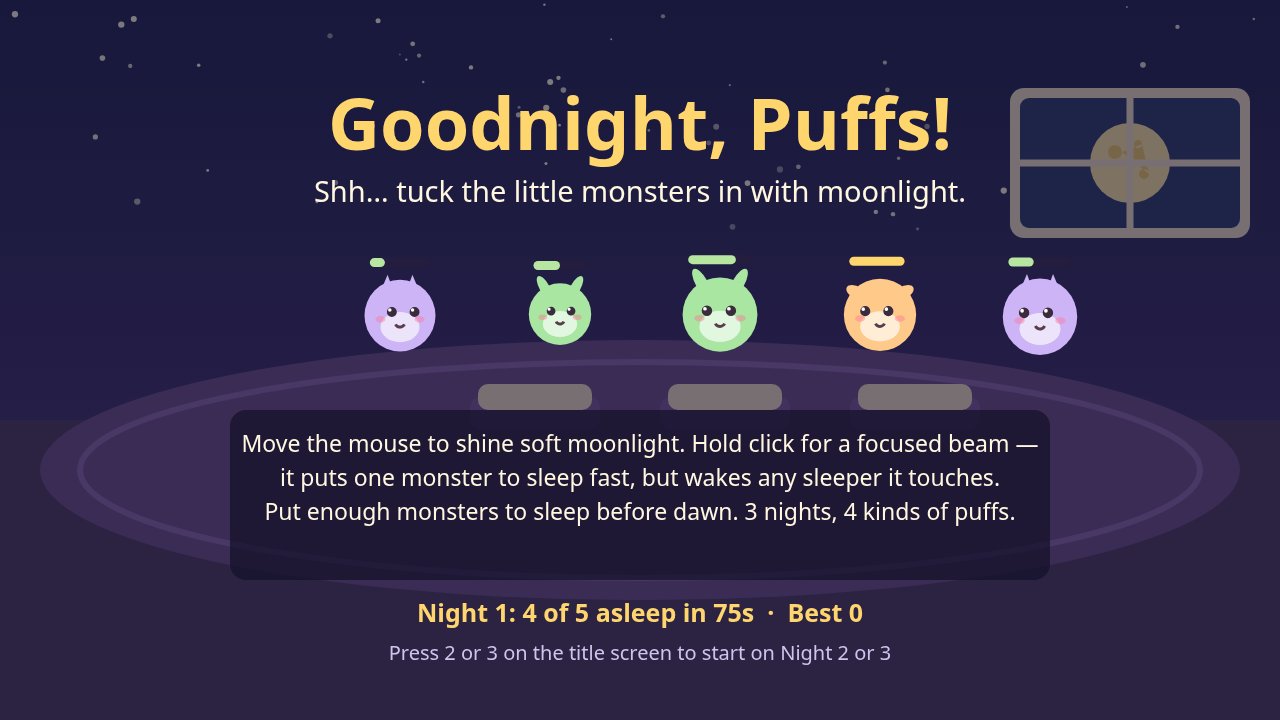 Goodnight, Puffs!
Shh... tuck the little monsters in with moonlight.
Move the mouse to shine soft moonlight. Hold click for a focused beam —
it puts one monster to sleep fast, but wakes any sleeper it touches.
Put enough monsters to sleep before dawn. 3 nights, 4 kinds of puffs.
Night 1: 4 of 5 asleep in 75s · Best 0
Press 2 or 3 on the title screen to start on Night 2 or 3